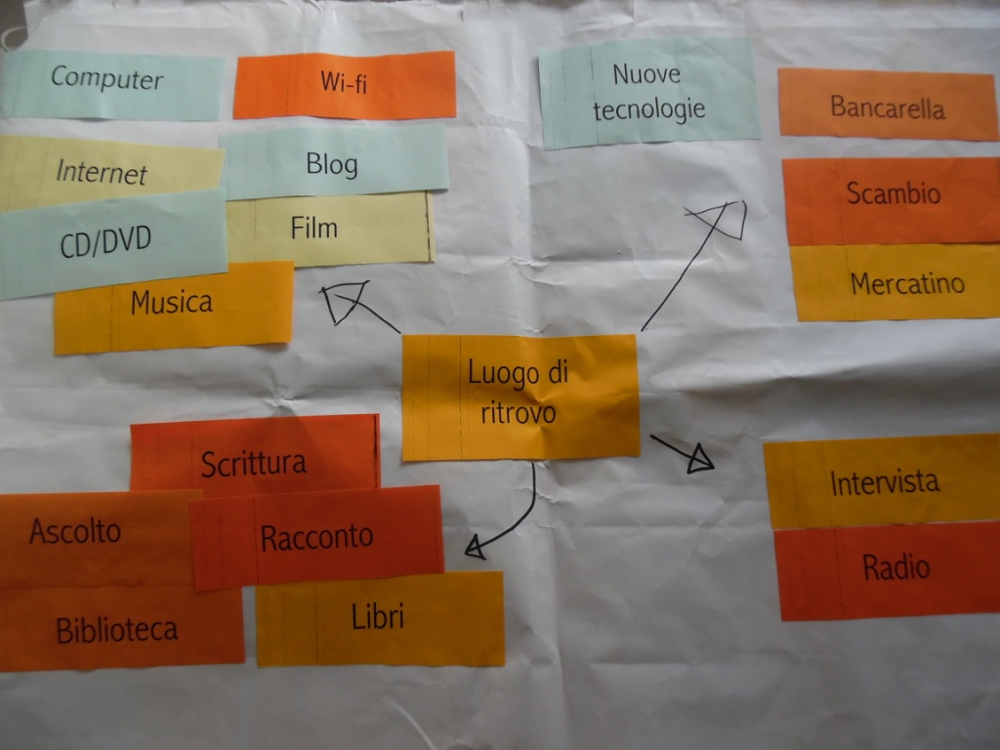 Computer
Wi-fi
Internet
Blog
CD/DVD
Film
Musica
Nuove
tecnologie
Bancarella
Scambio
Mercatino
Luogo di
ritrovo
Scrittura
Ascolto
Racconto
Biblioteca
Libri
Intervista
Radio